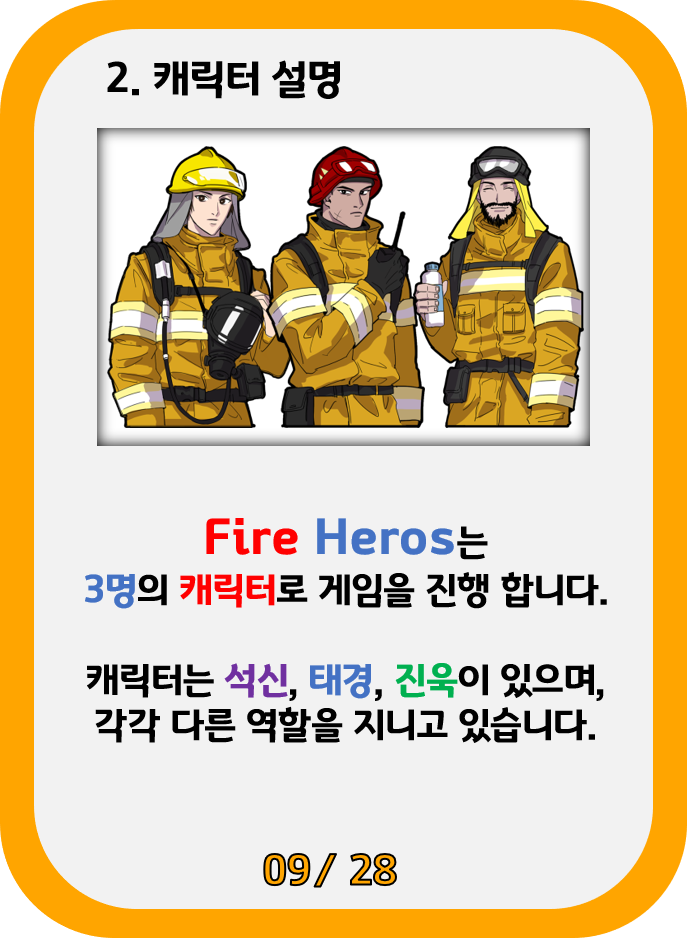 2. 캐릭터 설명
Fire Heros는
3명의 캐릭터로 게임을 진행 합니다.
캐릭터는 석신, 태경, 진욱이 있으며,
각각 다른 역할을 지니고 있습니다.
09/ 28